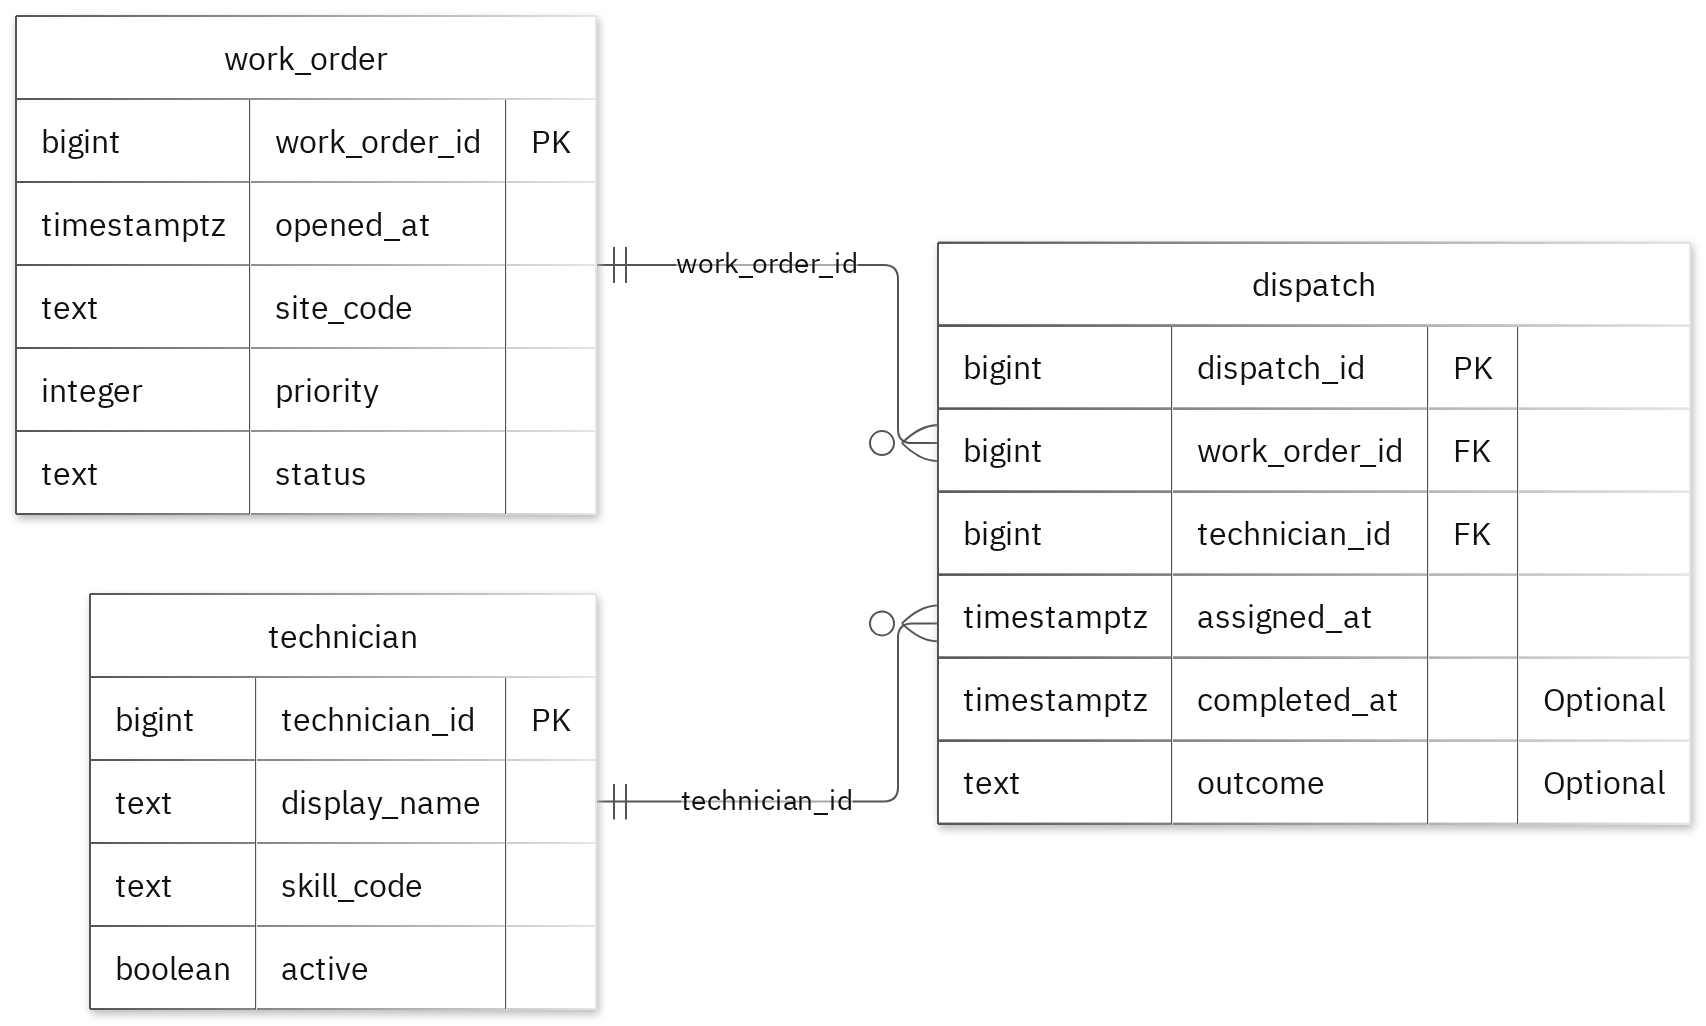 work_order
bigint work_order_id PK
timestamptz opened_at
text site_code
integer priority
text status
work_order_id
dispatch
bigint dispatch_id PK
bigint work_order_id FK
bigint technician_id FK
timestamptz assigned_at
timestamptz completed_at Optional
text outcome Optional
technician
bigint technician_id PK
text display_name
text skill_code
boolean active
technician_id